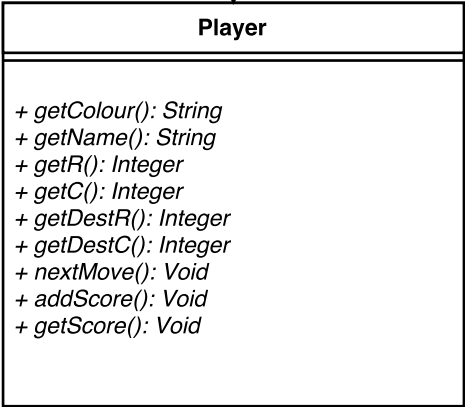 Player
+ getColour(): String
+ getName(): String
+ getR(): Integer
+ getC(): Integer
+ getDestR(): Integer
+ getDestC(): Integer
+ nextMove(): Void
+ addScore(): Void
+ getScore(): Void